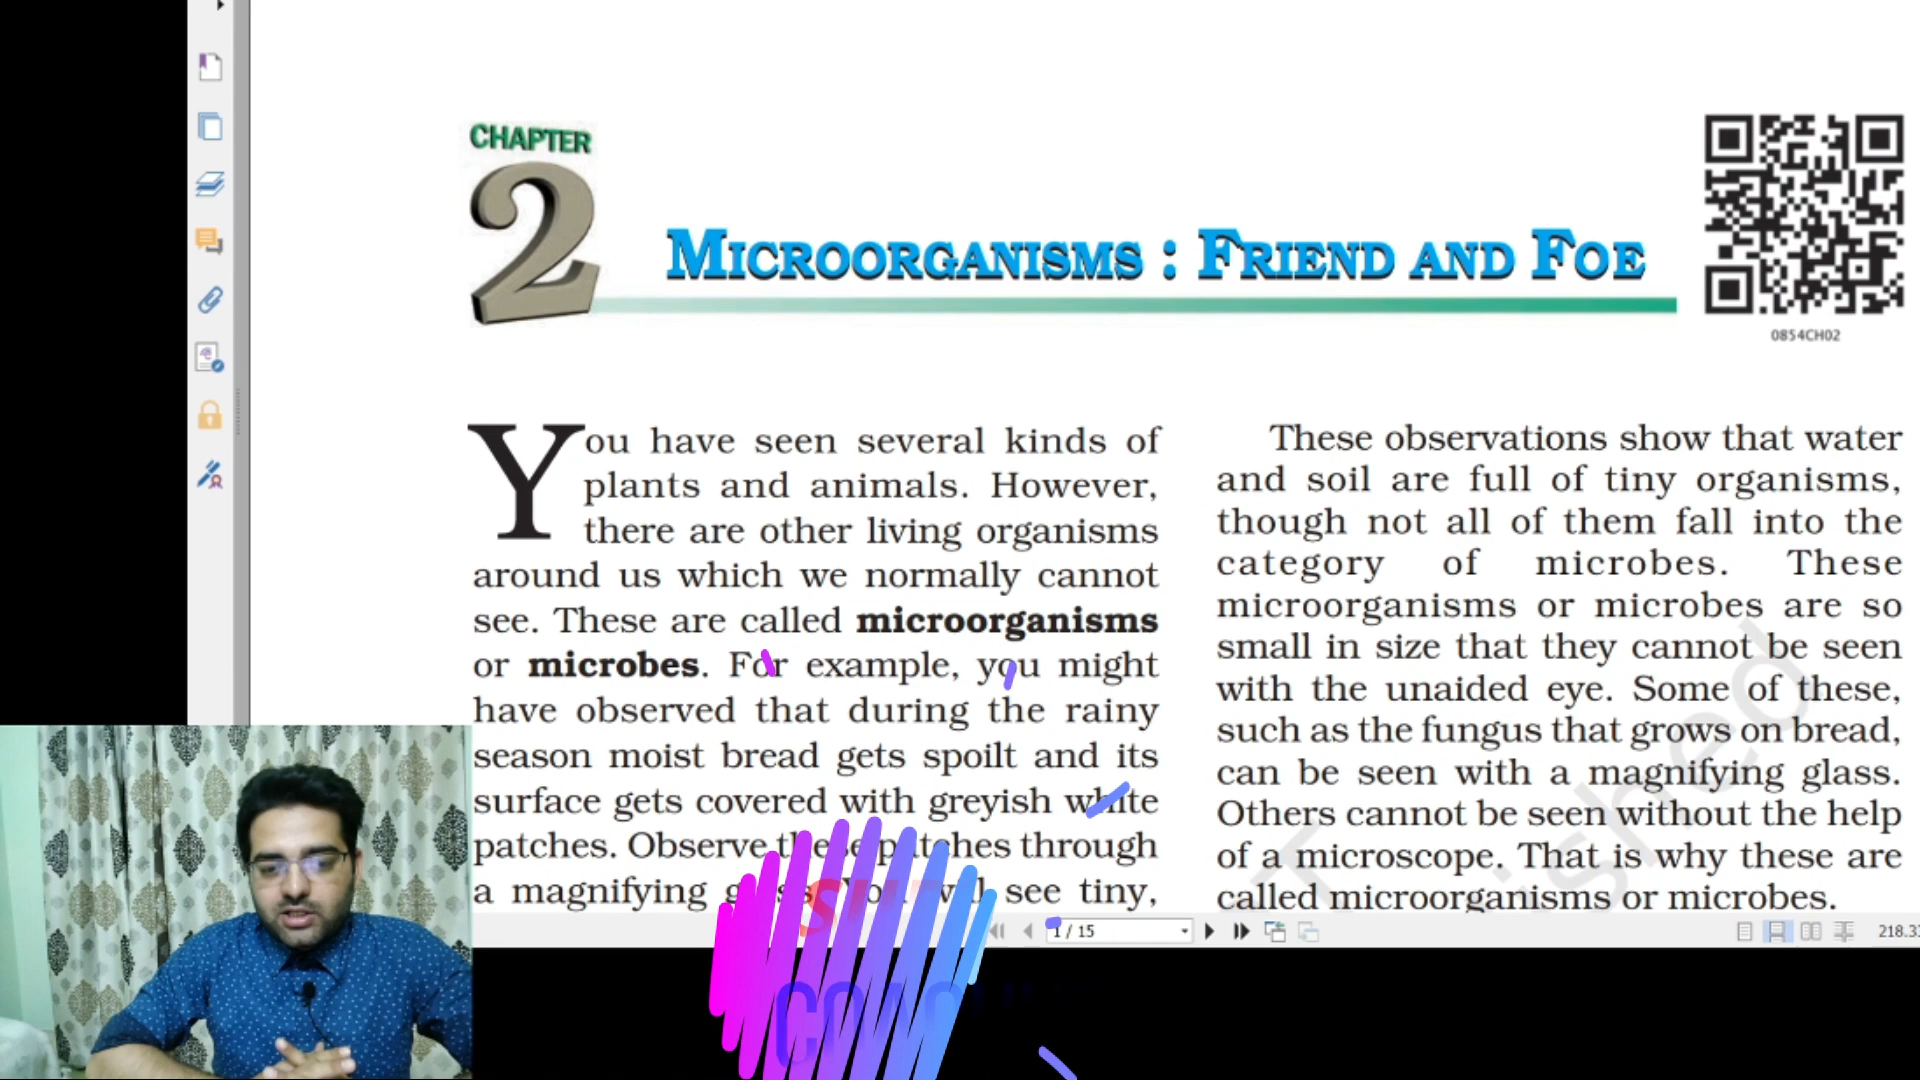 CHAPTER
2
MICROORGANISMS : FRIEND AND FOE
0854CH02
You have seen several kinds of
plants and animals. However,
there are other living organisms
around us which we normally cannot
see. These are called microorganisms
or microbes. For example, you might
have observed that during the rainy
season moist bread gets spoilt and its
surface gets covered with greyish white
patches. Observe these patches through
a magnifying see tiny,
These observations show that water
and soil are full of tiny organisms,
though not all of them fall into the
category of microbes. These
microorganisms or microbes are so
small in size that they cannot be seen
with the unaided eye. Some of these,
such as the fungus that grows on bread,
can be seen with a magnifying glass.
Others cannot be seen without the help
of a microscope. That is why these are
called microorganisms or microbes.
1 / 15